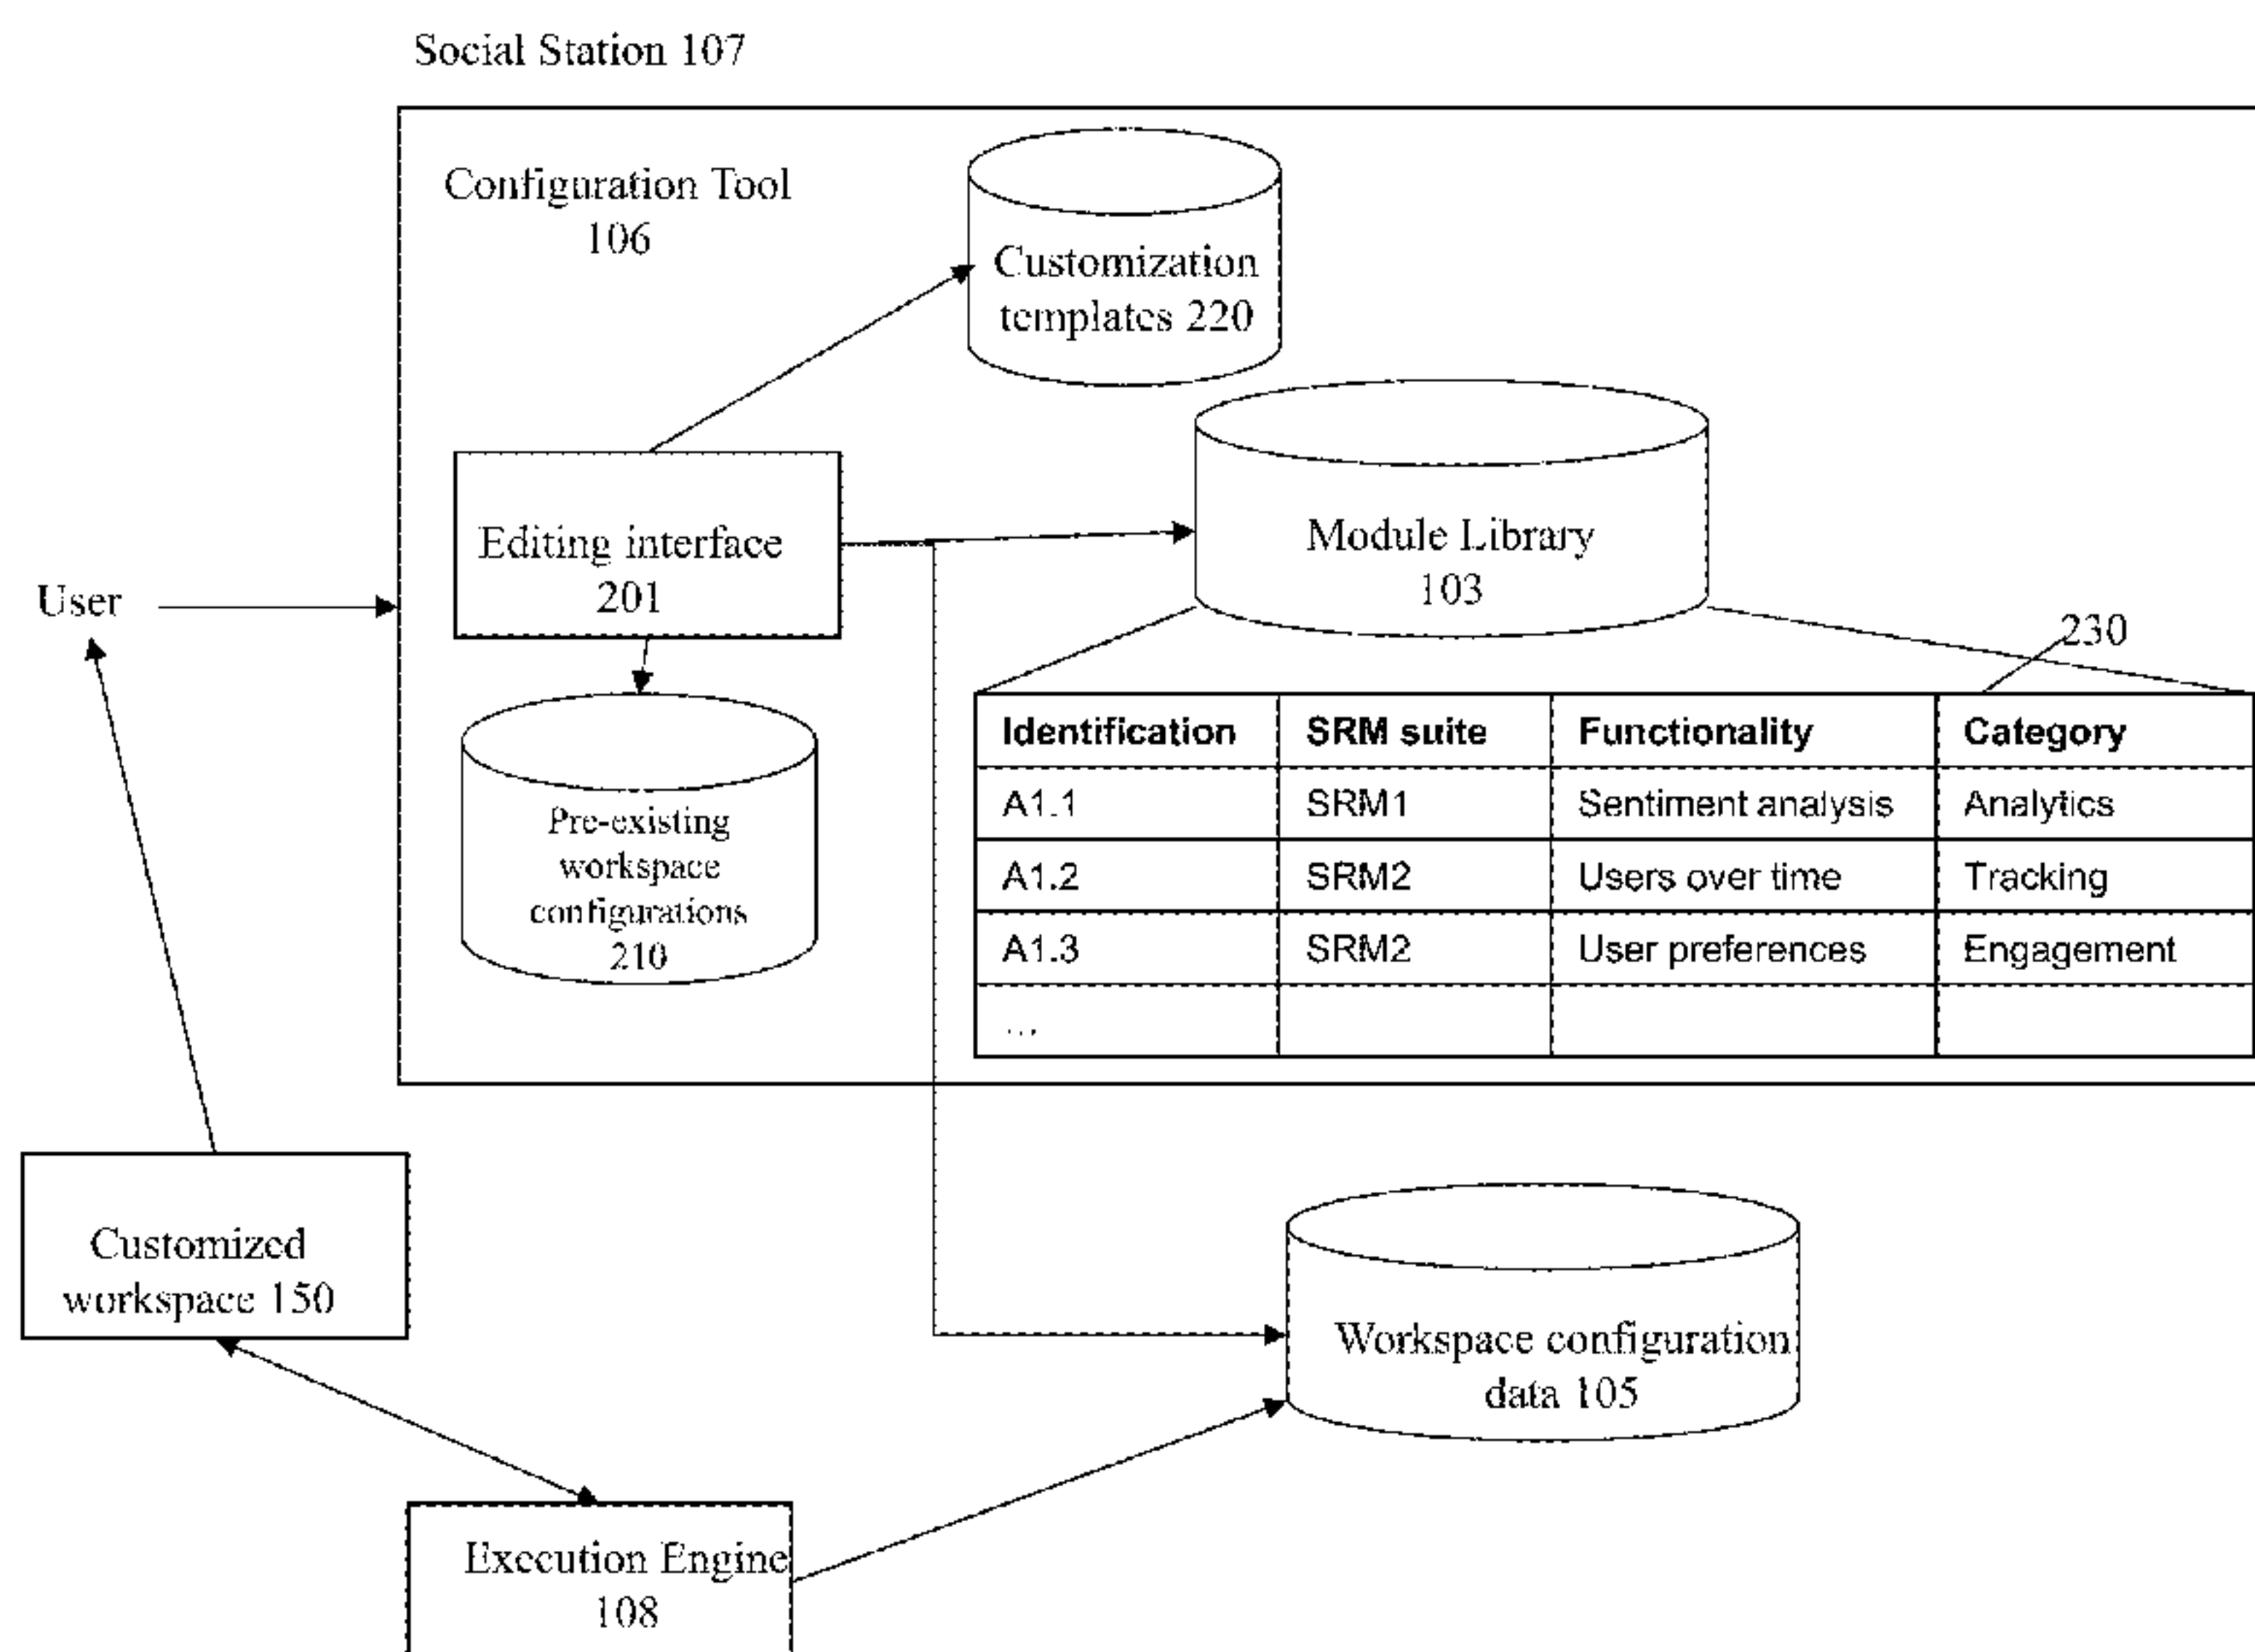 Social Station 107
Configuration Tool
106
Customization
templates 220
Editing interface
201
Module Library
103
User
230
Pre-existing
workspace
configurations
210
Identification SRM suite Functionality Category
A1.1 SRM1 Sentiment analysis Analytics
A1.2 SRM2 Users over time Tracking
A1.3 SRM2 User preferences Engagement
...
Customized
workspace 150
Workspace configuration
data 105
Execution Engine
108